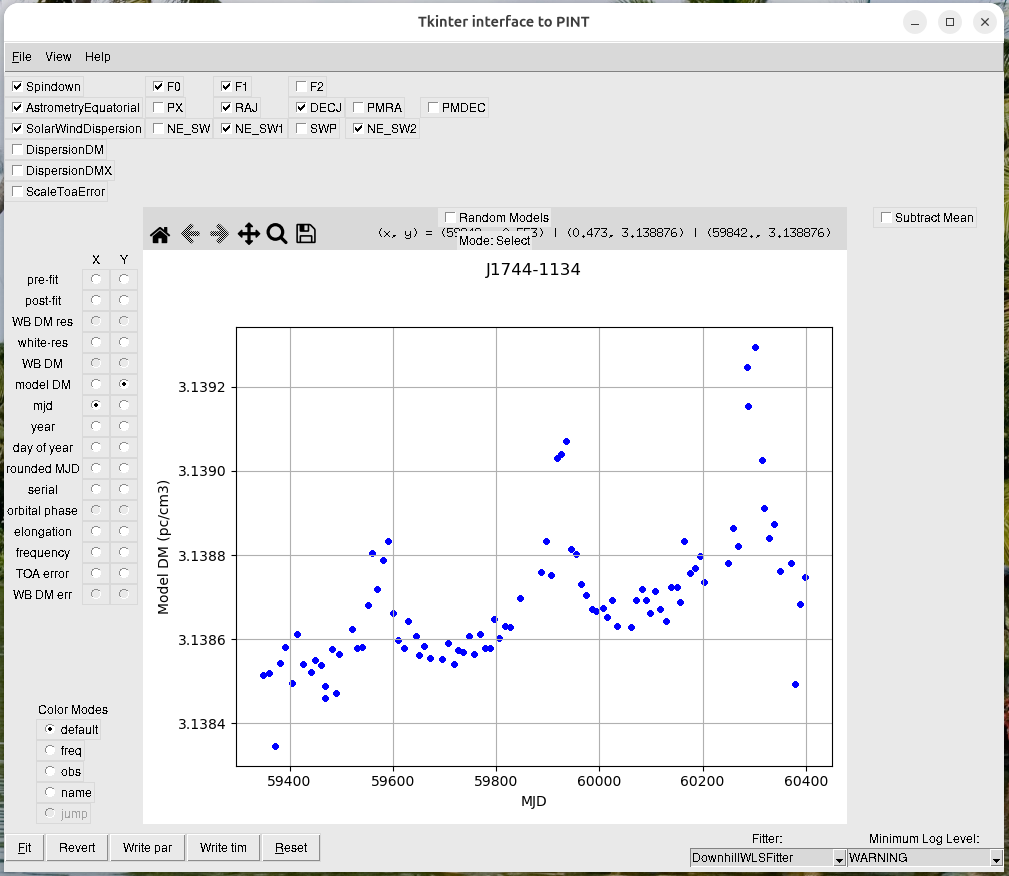 Tkinter interface to PINT
File View Help
Spindown F0 F1 F2
AstrometryEquatorial PX RAJ DECJ PMRA PMDEC
SolarWindDispersion NE_SW NE_SW1 SWP NE_SW2
DispersionDM
DispersionDMX
ScaleToaError
Random Models Subtract Mean
(x, y) = | (0.473, 3.138876) | (59842., 3.138876)
Mode: Select
J1744-1134
X Y
pre-fit
post-fit
WB DM res
white-res
WB DM
model DM
mjd
year
day of year
rounded MJD
serial
orbital phase
elongation
frequency
TOA error
WB DM err
3.1392
3.1390
3.1388
3.1386
3.1384
Model DM (pc/cm3)
59400 59600 59800 60000 60200 60400
MJD
Color Modes
default
freq
obs
name
jump
Fitter: Minimum Log Level:
Fit Revert Write par Write tim Reset DownhillWLSFitter WARNING